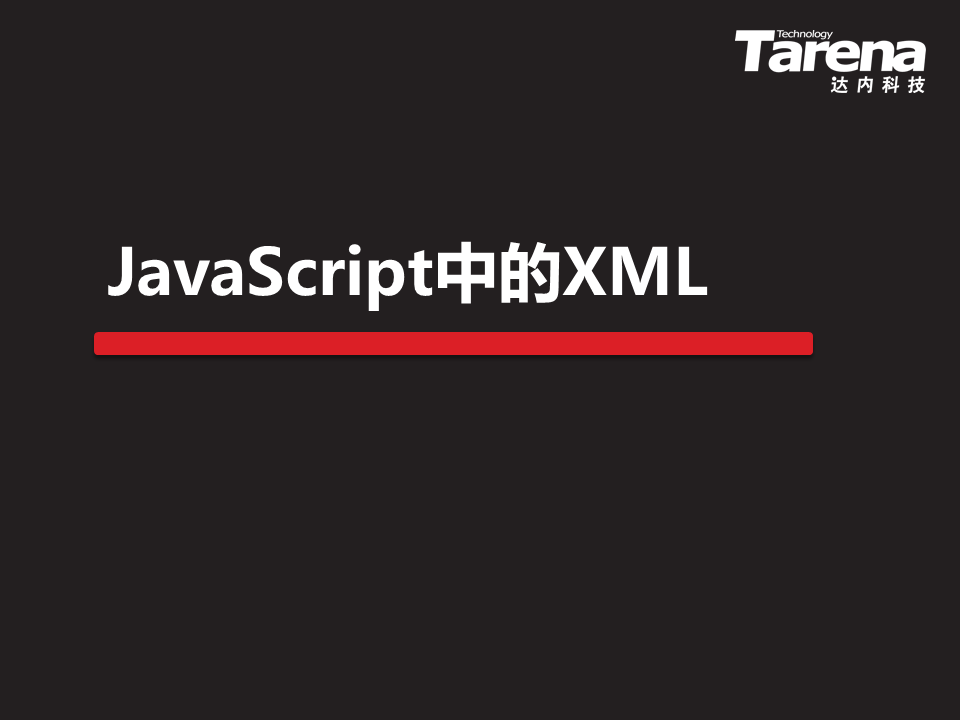 Technology
Tarena
达内科技
JavaScript中的XML